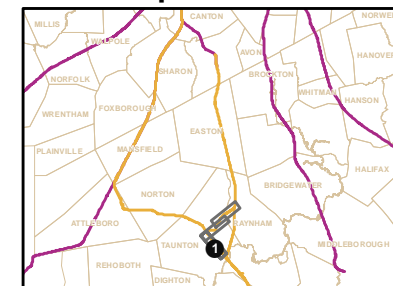 MILLIS
CANTON
NORWE
WALPOLE
AVON
HANOVER
SHARON
BROCKTON
NORFOLK
WHITMAN
HANSON
FOXBOROUGH
WRENTHAM
EASTON
PLAINVILLE
MANSFIELD
HALIFAX
BRIDGEWATER
NORTON
ATTLEBORO
RAYNHAM
TAUNTON
1
MIDDLEBOROUGH
REHOBOTH
DIGHTON